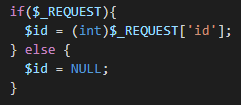 if($_REQUEST){
  $id = (int)$_REQUEST['id'];
} else {
  $id = NULL;
}